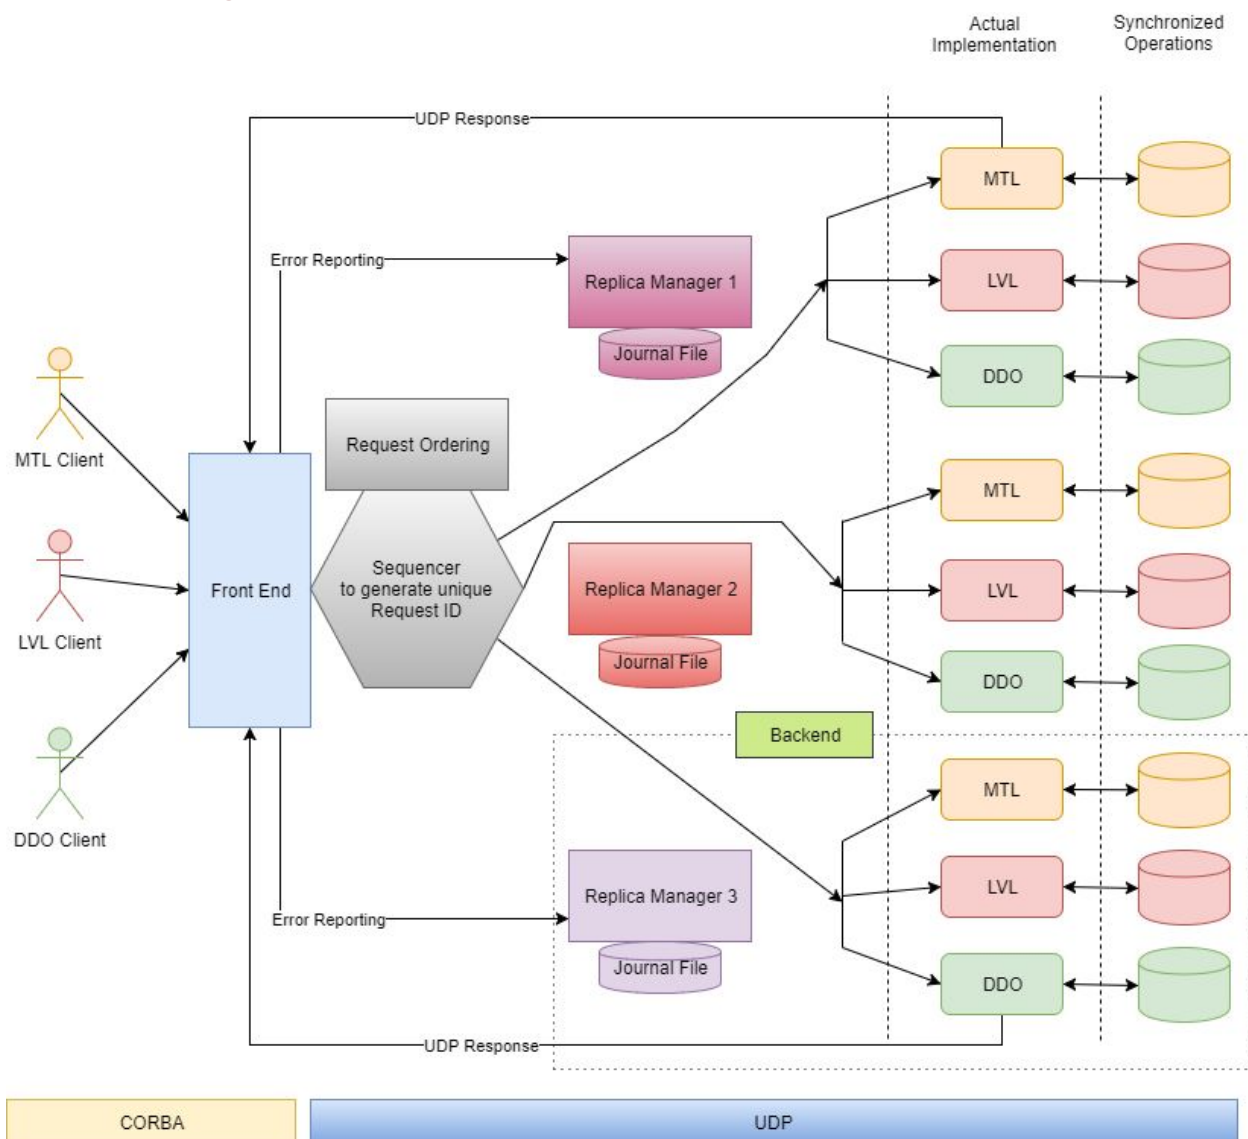 Actual
Implementation
Synchronized
Operations
UDP Response
MTL
Error Reporting
Replica Manager 1
LVL
Journal File
DDO
MTL Client
Request Ordering
MTL
Sequencer
to generate unique
Request ID
Front End
Replica Manager 2
LVL
LVL Client
Journal File
DDO
Backend
MTL
DDO Client
Replica Manager 3
LVL
Error Reporting
Journal File
DDO
UDP Response
CORBA
UDP